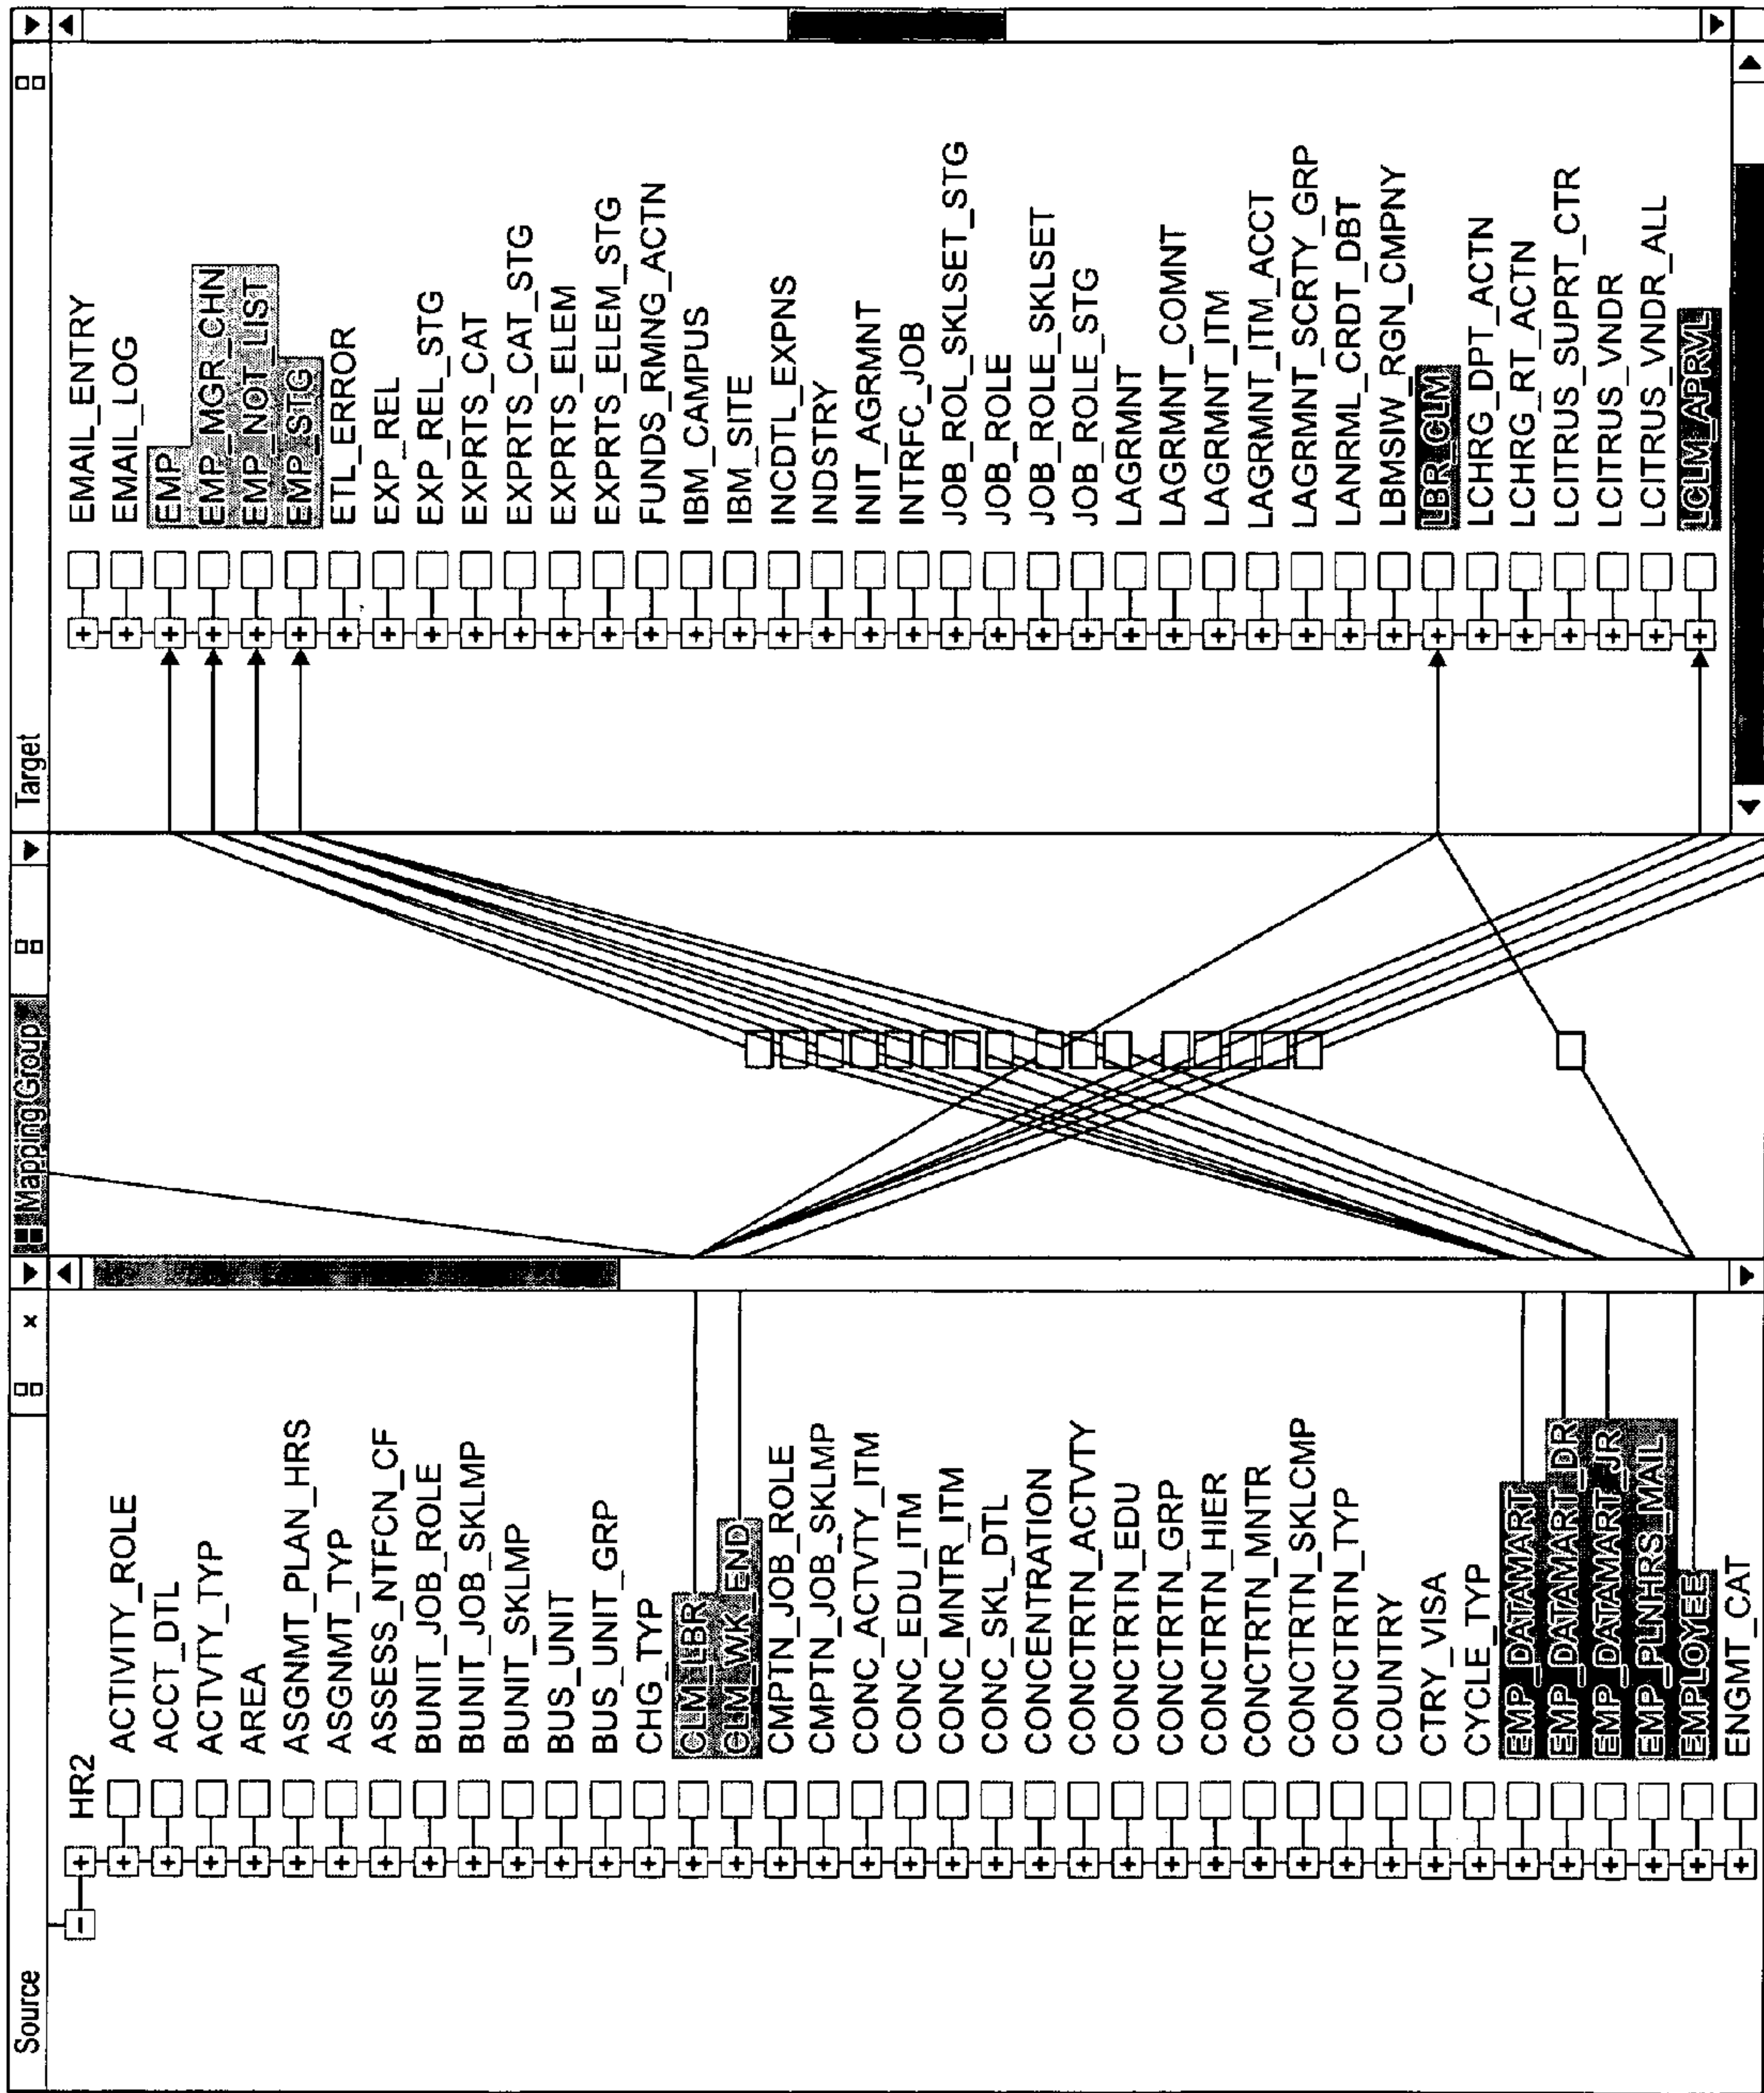 Source
HR2
ACTIVITY_ROLE
ACCT_DTL
ACTVTY_TYP
AREA
ASGNMT_PLAN_HRS
ASGNMT_TYP
ASSESS_NTFCN_CF
BUNIT_JOB_ROLE
BUNIT_JOB_SKLMP
BUNIT_SKLMP
BUS_UNIT
BUS_UNIT_GRP
CHG_TYP
CLM_LBR
CLM_WK_END
CMPTN_JOB_ROLE
CMPTN_JOB_SKLMP
CONC_ACTVTY_ITM
CONC_EDU_ITM
CONC_MNTR_ITM
CONC_SKL_DTL
CONCENTRATION
CONCTRTN_ACTVTY
CONCTRTN_EDU
CONCTRTN_GRP
CONCTRTN_HIER
CONCTRTN_MNTR
CONCTRTN_SKLCMP
CONCTRTN_TYP
COUNTRY
CTRY_VISA
CYCLE_TYP
EMP_DATAMART
EMP_DATAMART_DR
EMP_DATAMART_JR
EMP_PLNHRS_MAIL
EMPLOYEE
ENGMT_CAT
Mapping Group
Target
EMAIL_ENTRY
EMAIL_LOG
EMP
EMP_MGR_CHN
EMP_NOT_LIST
EMP_STG
ETL_ERROR
EXP_REL
EXP_REL_STG
EXPRTS_CAT
EXPRTS_CAT_STG
EXPRTS_ELEM
EXPRTS_ELEM_STG
FUNDS_RMNG_ACTN
IBM_CAMPUS
IBM_SITE
INCDTL_EXPNS
INDSTRY
INIT_AGRMNT
INTRFC_JOB
JOB_ROL_SKLSET_STG
JOB_ROLE
JOB_ROLE_SKLSET
JOB_ROLE_STG
LAGRMNT
LAGRMNT_COMNT
LAGRMNT_ITM
LAGRMNT_ITM_ACCT
LAGRMNT_SCRTY_GRP
LANRML_CRDT_DBT
LBMSIW_RGN_CMPNY
LBR_CLM
LCHRG_DPT_ACTN
LCHRG_RT_ACTN
LCITRUS_SUPRT_CTR
LCITRUS_VNDR
LCITRUS_VNDR_ALL
LCLM_APRVL